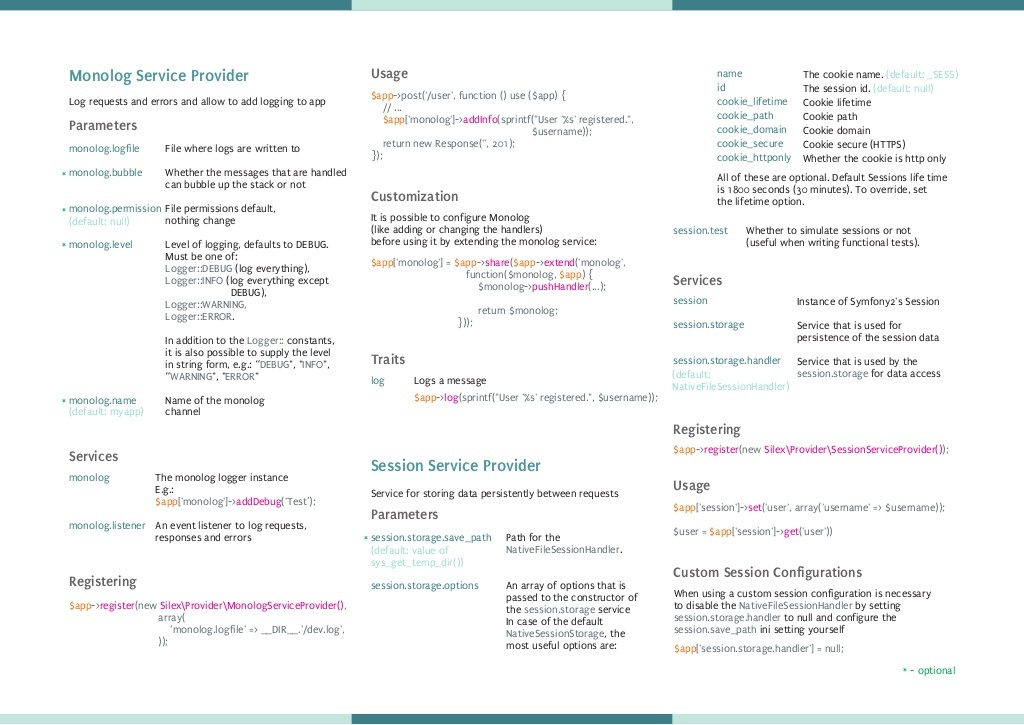 Monolog Service Provider
Log requests and errors and allow to add logging to app
Parameters
monolog.logfile File where logs are written to
* monolog.bubble Whether the messages that are handled
can bubble up the stack or not
* monolog.permission File permissions default,
(default: null) nothing change
* monolog.level Level of logging, defaults to DEBUG.
Must be one of:
Logger::DEBUG (log everything),
Logger::INFO (log everything except
DEBUG),
Logger::WARNING,
Logger::ERROR.
In addition to the Logger:: constants,
it is also possible to supply the level
in string form, e.g.: “DEBUG”, "INFO",
“WARNING”, "ERROR"
* monolog.name Name of the monolog
(default: myapp) channel
Services
monolog The monolog logger instance
E.g.:
$app['monolog']->addDebug('Test');
monolog.listener An event listener to log requests,
responses and errors
Registering
$app->register(new Silex\Provider\MonologServiceProvider(),
array(
'monolog.logfile' => __DIR__.'/dev.log',
));
Usage
$app->post('/user', function () use ($app) {
// ...
$app['monolog']->addInfo(sprintf("User '%s' registered.",
$username));
return new Response('', 201);
});
Customization
It is possible to configure Monolog
(like adding or changing the handlers)
before using it by extending the monolog service:
$app['monolog'] = $app->share($app->extend('monolog',
function($monolog, $app) {
$monolog->pushHandler(...);
return $monolog;
}));
Traits
log Logs a message
$app->log(sprintf("User '%s' registered.", $username));
Session Service Provider
Service for storing data persistently between requests
Parameters
* session.storage.save_path Path for the
(default: value of NativeFileSessionHandler.
sys_get_temp_dir())
session.storage.options An array of options that is
passed to the constructor of
the session.storage service
In case of the default
NativeSessionStorage, the
most useful options are:
name The cookie name. (default: _SESS)
id The session id. (default: null)
cookie_lifetime Cookie lifetime
cookie_path Cookie path
cookie_domain Cookie domain
cookie_secure Cookie secure (HTTPS)
cookie_httponly Whether the cookie is http only
All of these are optional. Default Sessions life time
is 1800 seconds (30 minutes). To override, set
the lifetime option.
session.test Whether to simulate sessions or not
(useful when writing functional tests).
Services
session Instance of Symfony2's Session
session.storage Service that is used for
persistence of the session data
session.storage.handler Service that is used by the
(default: session.storage for data access
NativeFileSessionHandler)
Registering
$app->register(new Silex\Provider\SessionServiceProvider());
Usage
$app['session']->set('user', array('username' => $username));
$user = $app['session']->get('user'))
Custom Session Configurations
When using a custom session configuration is necessary
to disable the NativeFileSessionHandler by setting
session.storage.handler to null and configure the
session.save_path ini setting yourself
$app['session.storage.handler'] = null;
* - optional